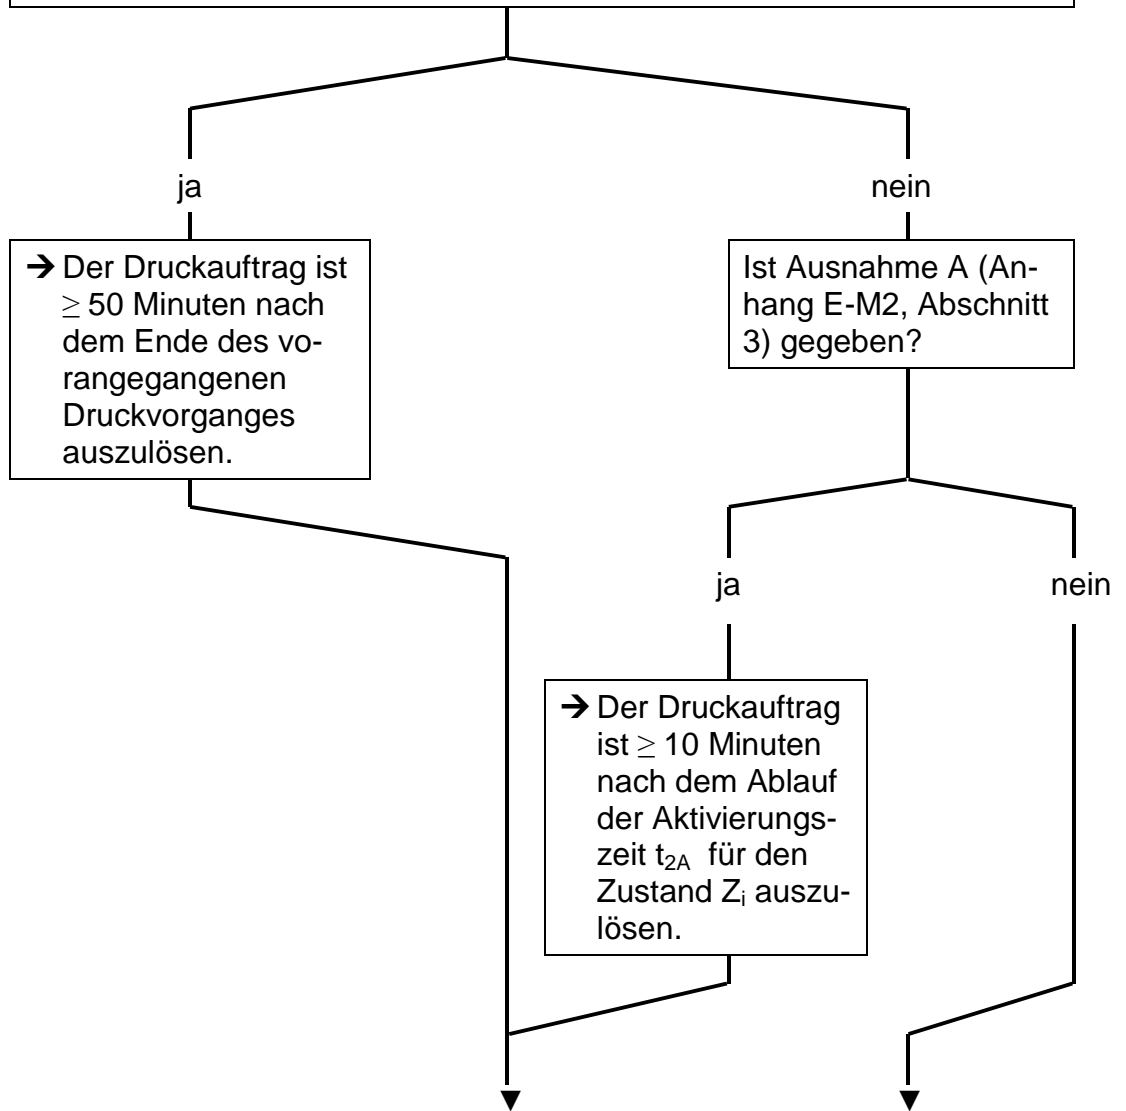 ja
nein
➔ Der Druckauftrag ist
≥ 50 Minuten nach
dem Ende des vo-
rangegangenen
Druckvorganges
auszulösen.
Ist Ausnahme A (An-
hang E-M2, Abschnitt
3) gegeben?
ja
nein
➔ Der Druckauftrag
ist ≥ 10 Minuten
nach dem Ablauf
der Aktivierungs-
zeit t2A für den
Zustand Zi auszu-
lösen.